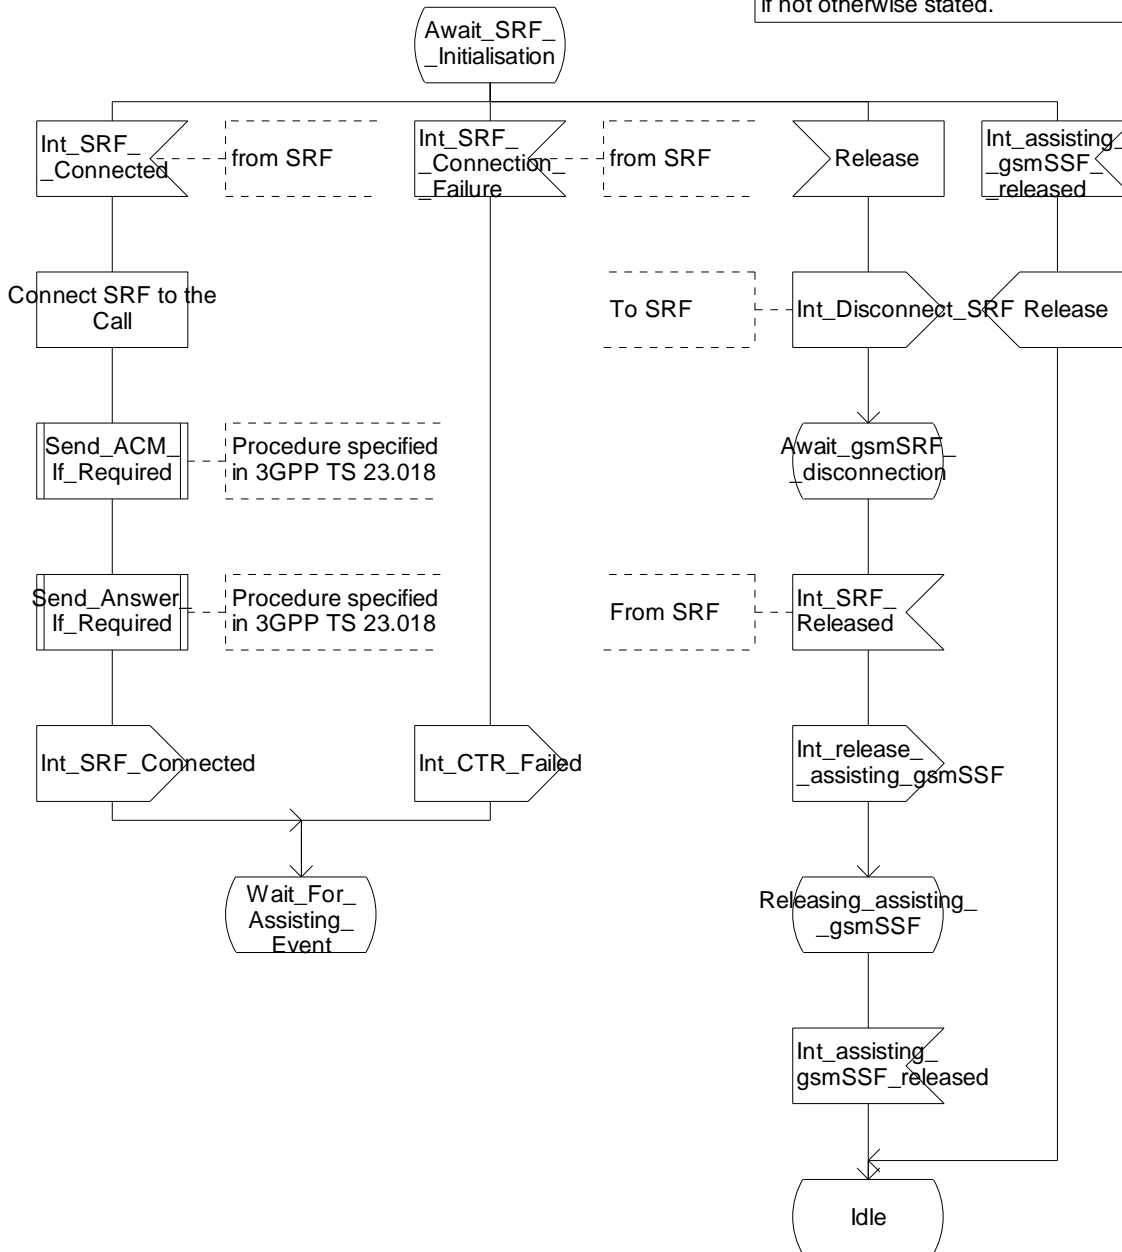 if not otherwise stated.
Await_SRF_
_Initialisation
Int_SRF_
_Connected
from SRF
Int_SRF_
_Connection_
_Failure
from SRF
Release
Int_assisting_
_gsmSSF_
_released
Connect SRF to the
Call
To SRF
Int_Disconnect_SRF
Release
Send_ACM_
If_Required
Procedure specified
in 3GPP TS 23.018
Await_gsmSRF_
_disconnection
Send_Answer_
If_Required
Procedure specified
in 3GPP TS 23.018
From SRF
Int_SRF_
Released
Int_SRF_Connected
Int_CTR_Failed
Int_release_
_assisting_gsmSSF
Wait_For_
Assisting_
Event
Releasing_assisting_
_gsmSSF
Int_assisting_
gsmSSF_released
Idle